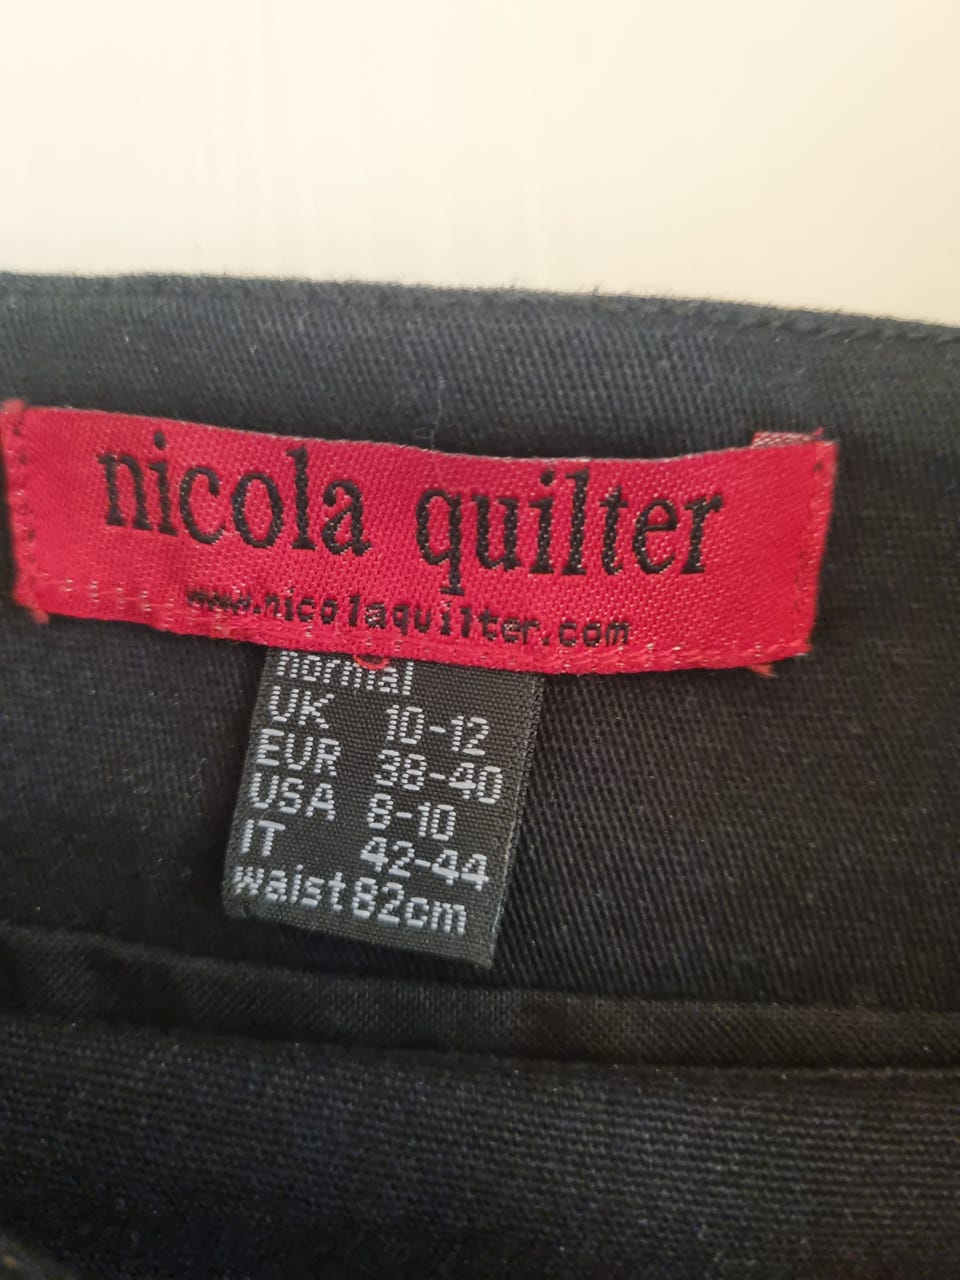 nicola quilter
www.nicolaquilter.com
normal
UK 10-12
EUR 38-40
USA 8-10
IT 42-44
waist82cm